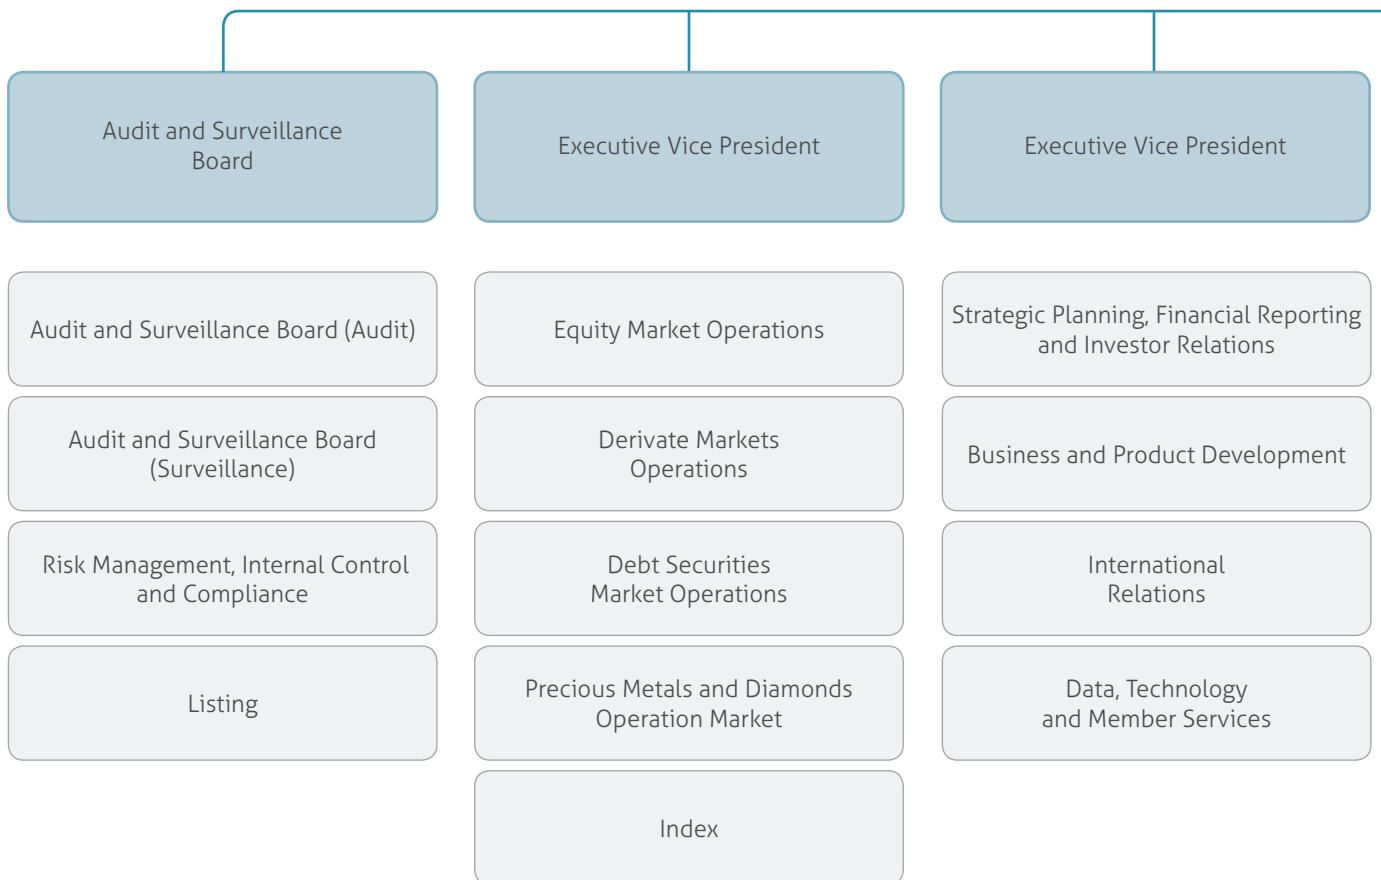 Audit and Surveillance
Board
Executive Vice President
Executive Vice President
Audit and Surveillance Board (Audit)
Audit and Surveillance Board
(Surveillance)
Risk Management, Internal Control
and Compliance
Listing
Equity Market Operations
Derivate Markets
Operations
Debt Securities
Market Operations
Precious Metals and Diamonds
Operation Market
Index
Strategic Planning, Financial Reporting
and Investor Relations
Business and Product Development
International
Relations
Data, Technology
and Member Services